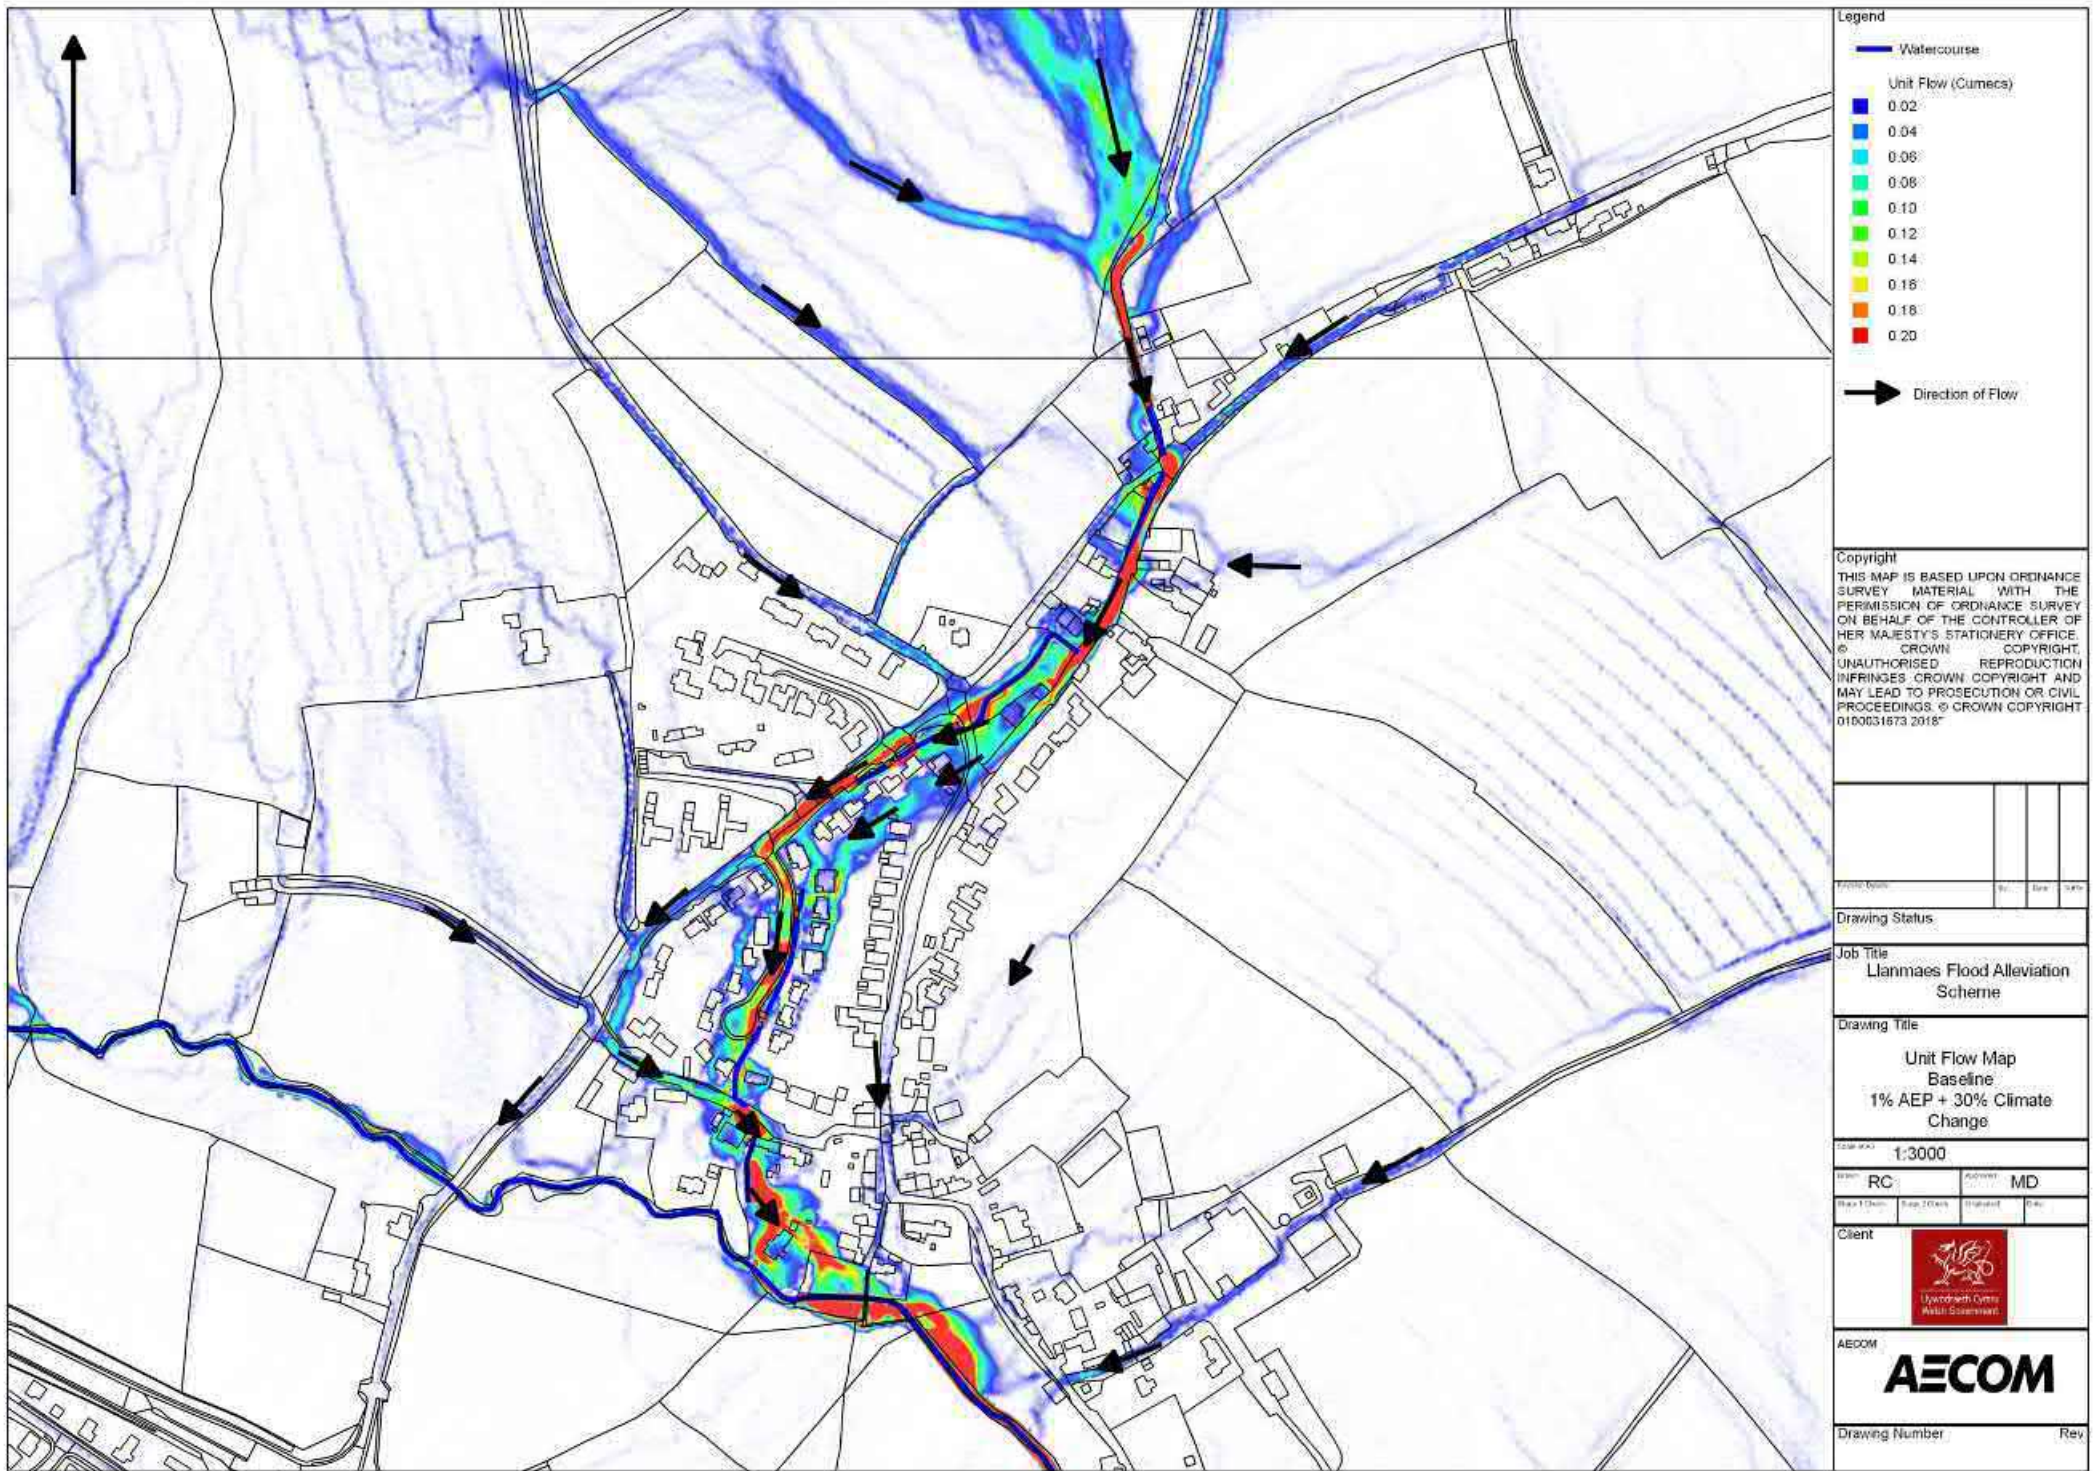 Legend
Watercourse
Unit Flow (Cumecs)
0.02
0.04
0.06
0.08
0.10
0.12
0.14
0.16
0.18
0.20
Direction of Flow
Copyright
THIS MAP IS BASED UPON ORDNANCE
SURVEY MATERIAL WITH THE
PERMISSION OF ORDNANCE SURVEY
ON BEHALF OF THE CONTROLLER OF
HER MAJESTY'S STATIONERY OFFICE.
© CROWN COPYRIGHT.
UNAUTHORISED REPRODUCTION
INFRINGES CROWN COPYRIGHT AND
MAY LEAD TO PROSECUTION OR CIVIL
PROCEEDINGS. © CROWN COPYRIGHT
0100031673 2018"
Drawing Status
Job Title
Llanmaes Flood Alleviation
Scheme
Drawing Title
Unit Flow Map
Baseline
1% AEP + 30% Climate
Change
1:3000
RC MD
Client
Llywodraeth Cymru
Welsh Government
AECOM
AECOM
Drawing Number Rev